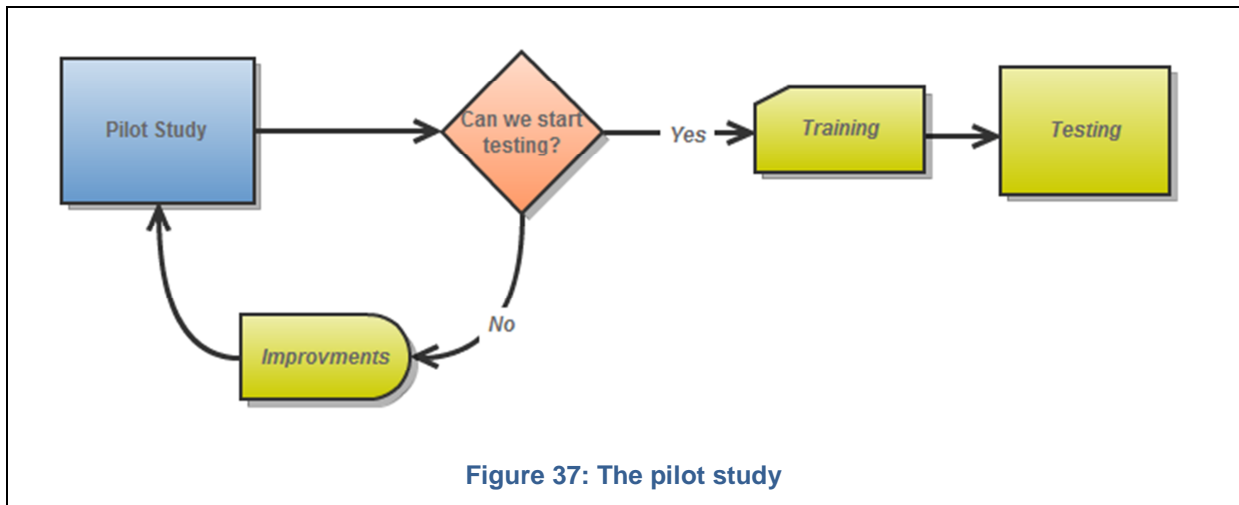 Pilot Study
Can we start
testing?
Yes
Training
Testing
No
Improvments
Figure 37: The pilot study